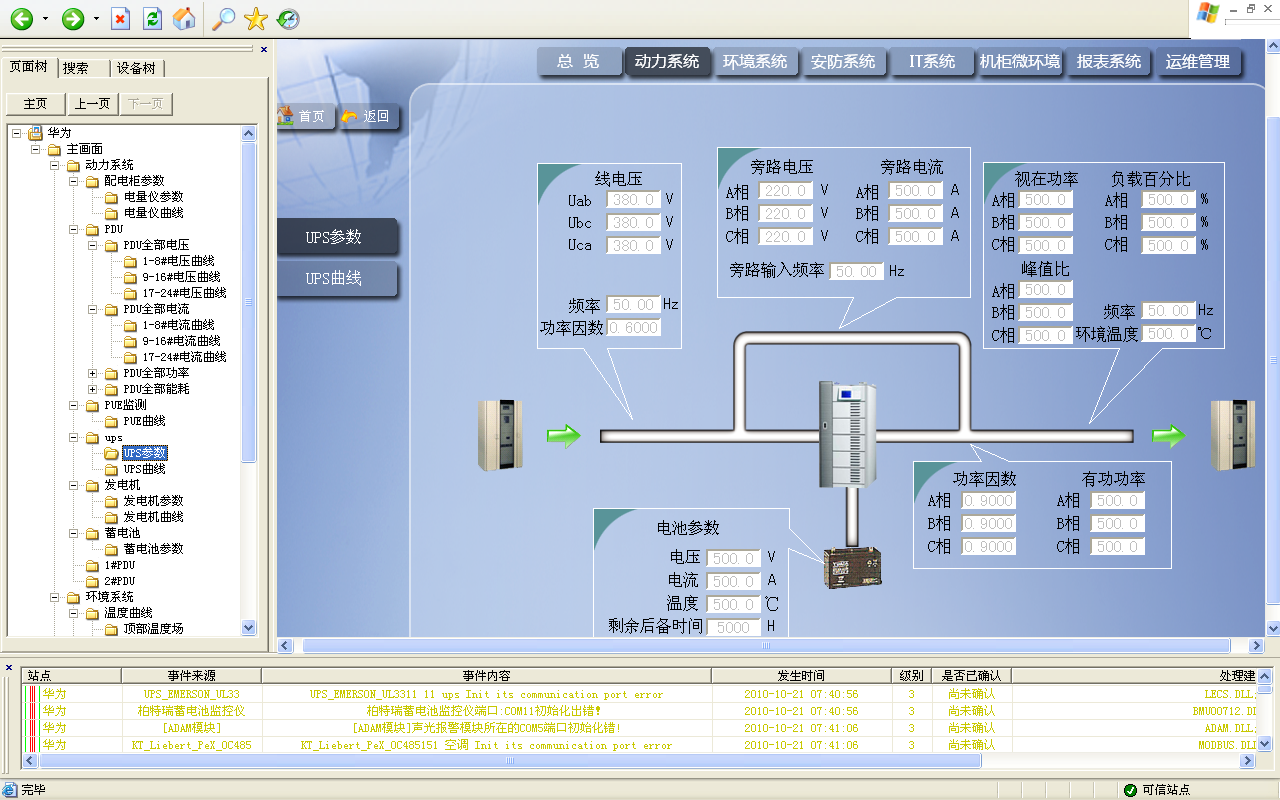 总 览 动力系统 环境系统 安防系统 IT系统 机柜微环境 报表系统 运维管理
页面树 搜索 设备树
主页 上一页 下一页
首页 返回
华为
主画面
动力系统
配电柜参数
电量仪参数
电量仪曲线
PDU
PDU全部电压
1-8#电压曲线
9-16#电压曲线
17-24#电压曲线
PDU全部电流
1-8#电流曲线
9-16#电流曲线
17-24#电流曲线
PDU全部功率
PDU全部能耗
PUE监测
PUE曲线
ups
UPS参数
UPS曲线
发电机
发电机参数
发电机曲线
蓄电池
蓄电池参数
1#PDU
2#PDU
环境系统
温度曲线
顶部温度场
UPS参数
UPS曲线
线电压
Uab 380.0 V
Ubc 380.0 V
Uca 380.0 V
频率 50.00 Hz
功率因数 0.6000
旁路电压 旁路电流
A相 220.0 V A相 500.0 A
B相 220.0 V B相 500.0 A
C相 220.0 V C相 500.0 A
旁路输入频率 50.00 Hz
视在功率 负载百分比
A相 500.0 A相 500.0 %
B相 500.0 B相 500.0 %
C相 500.0 C相 500.0 %
峰值比
A相 500.0
B相 500.0 频率 50.00 Hz
C相 500.0 环境温度 500.0 ℃
功率因数 有功功率
A相 0.9000 A相 500.0
B相 0.9000 B相 500.0
C相 0.9000 C相 500.0
电池参数
电压 500.0 V
电流 500.0 A
温度 500.0 ℃
剩余后备时间 5000 H
站点 事件来源 事件内容 发生时间 级别 是否已确认 处理建
华为 UPS_EMERSON_UL33 UPS_EMERSON_UL3311 11 ups Init its communication port error 2010-10-21 07:40:56 3 尚未确认 LECS.DLL;
华为 柏特瑞蓄电池监控仪 柏特瑞蓄电池监控仪端口:COM11初始化出错! 2010-10-21 07:40:56 3 尚未确认 BMU00712.Dl
华为 [ADAM模块] [ADAM模块]声光报警模块所在的COM5端口初始化错! 2010-10-21 07:41:06 3 尚未确认 ADAM.DLL;
华为 KT_Liebert_PeX_OC485 KT_Liebert_PeX_OC485151 空调 Init its communication port error 2010-10-21 07:41:06 3 尚未确认 MODBUS.DLl
完毕 可信站点